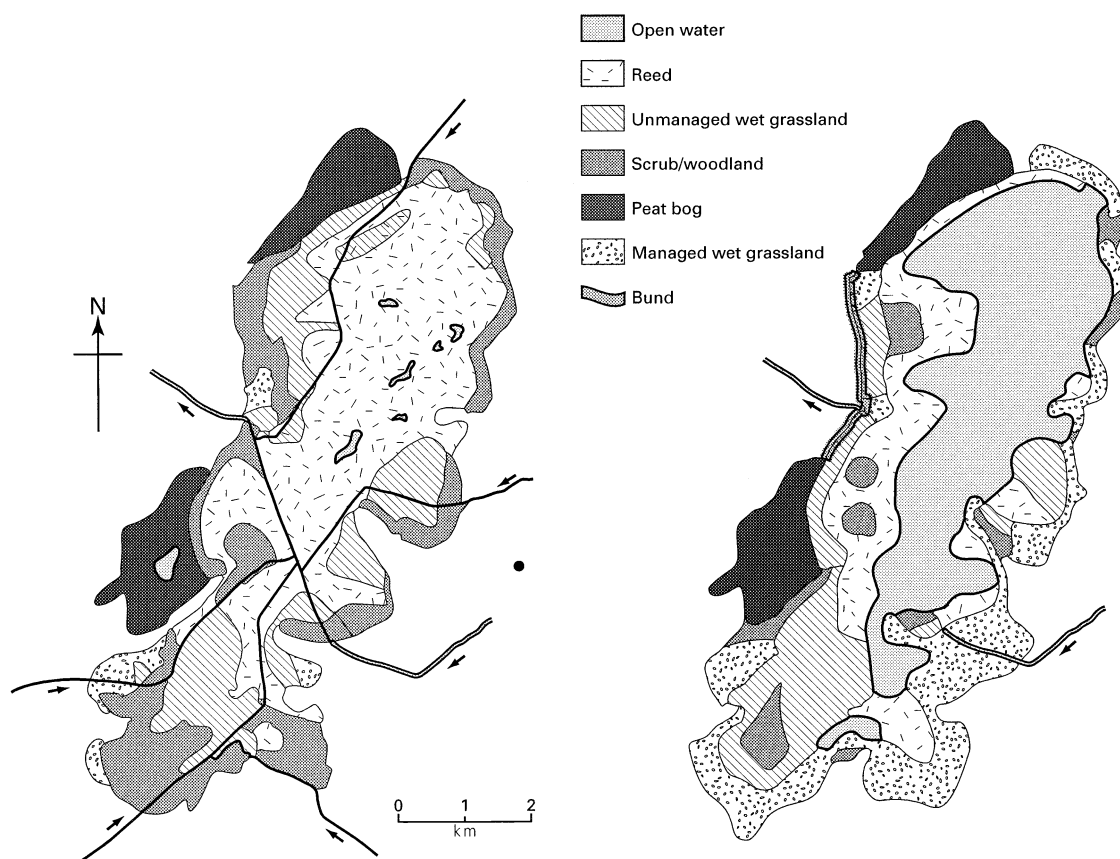 Open water
Reed
Unmanaged wet grassland
Scrub/woodland
Peat bog
Managed wet grassland
Bund
N
0 1 2
km